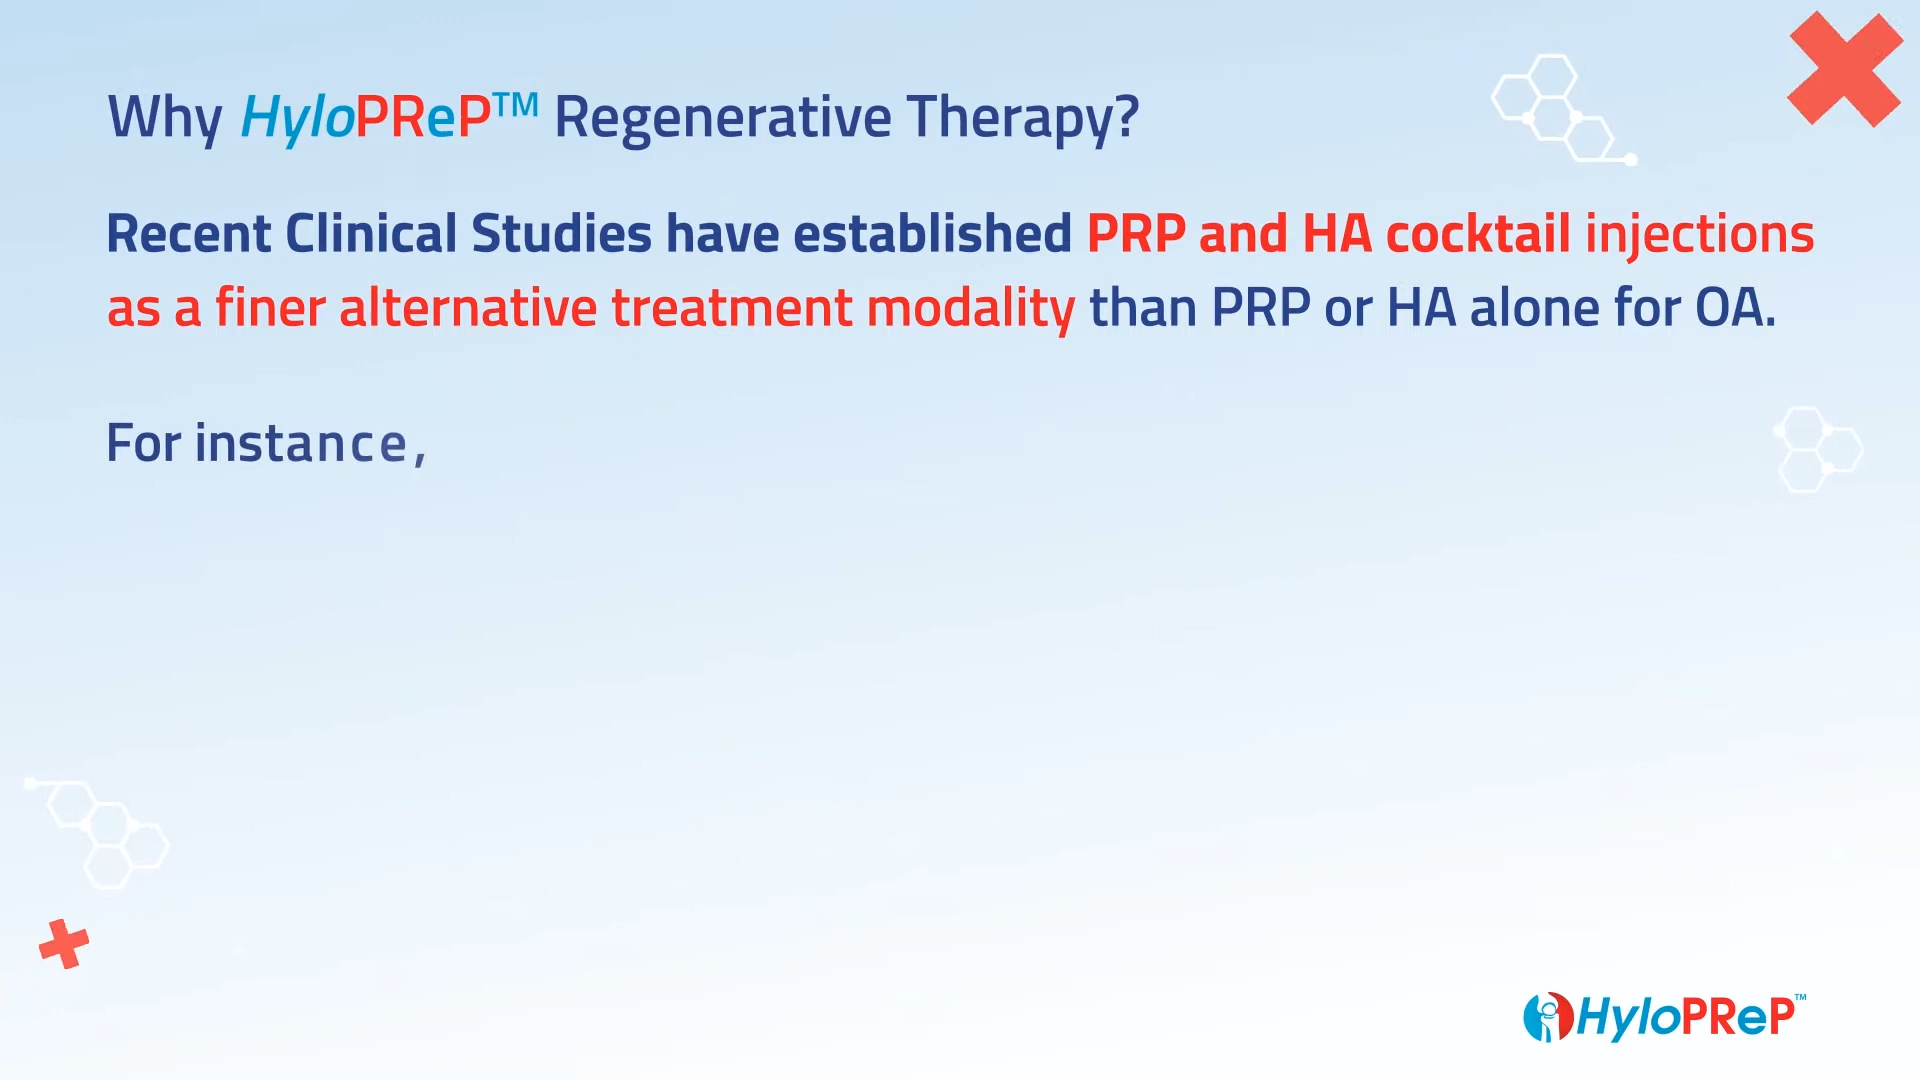 Why HyloPReP™ Regenerative Therapy?
Recent Clinical Studies have established PRP and HA cocktail injections
as a finer alternative treatment modality than PRP or HA alone for OA.
For instance,
HyloPReP™